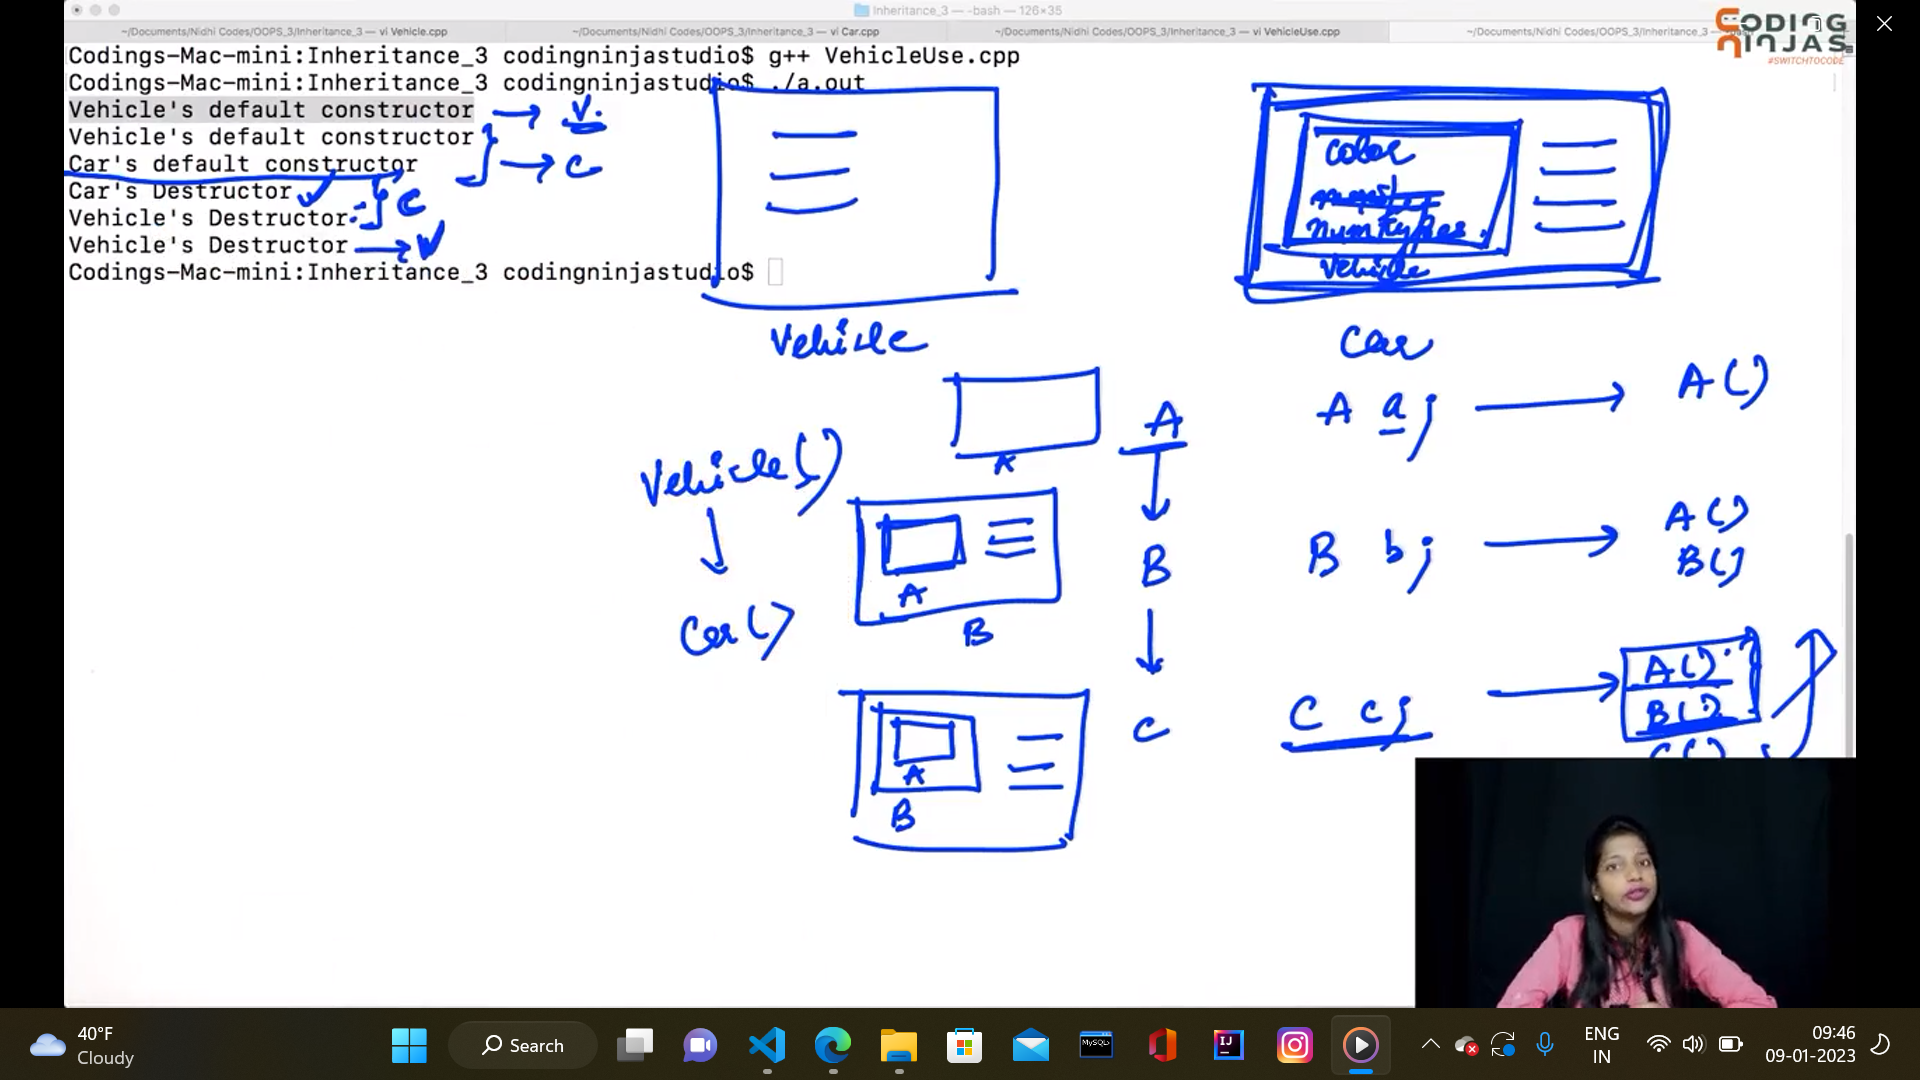 Inheritance_3 — -bash — 126×35
~/Documents/Nidhi Codes/OOPS_3/Inheritance_3 — vi Vehicle.cpp
~/Documents/Nidhi Codes/OOPS_3/Inheritance_3 — vi Car.cpp
~/Documents/Nidhi Codes/OOPS_3/Inheritance_3 — vi VehicleUse.cpp
~/Documents/Nidhi Codes/OOPS_3/Inheritance_3
CODING
NINJAS
#SWITCHTOCODE
Codings-Mac-mini:Inheritance_3 codingninjastudio$ g++ VehicleUse.cpp
Codings-Mac-mini:Inheritance_3 codingninjastudio$ ./a.out
Vehicle's default constructor → V.
Vehicle's default constructor
Car's default constructor → C
Car's Destructor
C
Vehicle's Destructor
Vehicle's Destructor → V
Codings-Mac-mini:Inheritance_3 codingninjastudio$
Color
numtyres
Vehicle
Vehicle
Car
Vehicle()
Car()
A
A
B
A
B
A
B
C
A a; → A()
B b; → A()
B()
C c; → A()
B()
C()
40°F
Cloudy
Search
MySQL
IJ
ENG
IN
09:46
09-01-2023